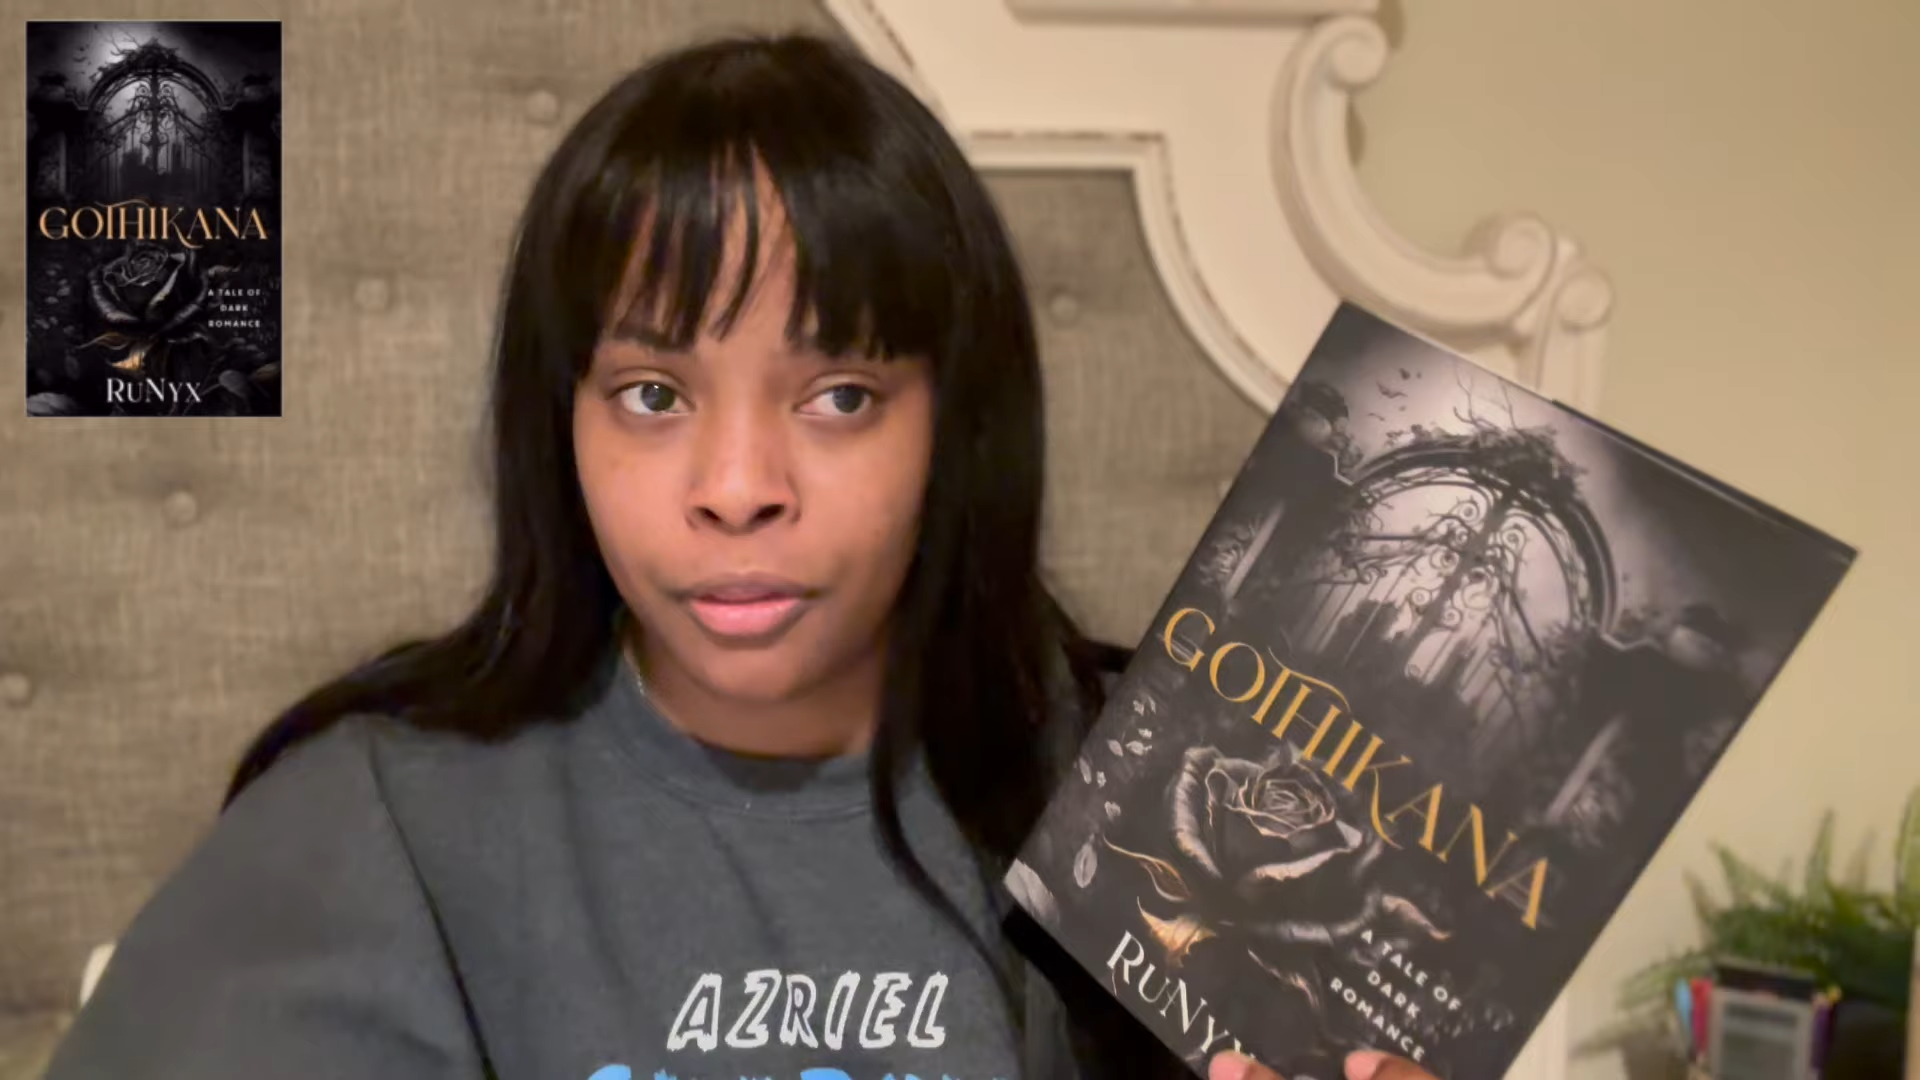 GOTHIKANA
A TALE OF
DARK
ROMANCE
RUNYX
GOTHIKANA
A TALE OF
DARK
ROMANCE
RUNYX
AZRIEL